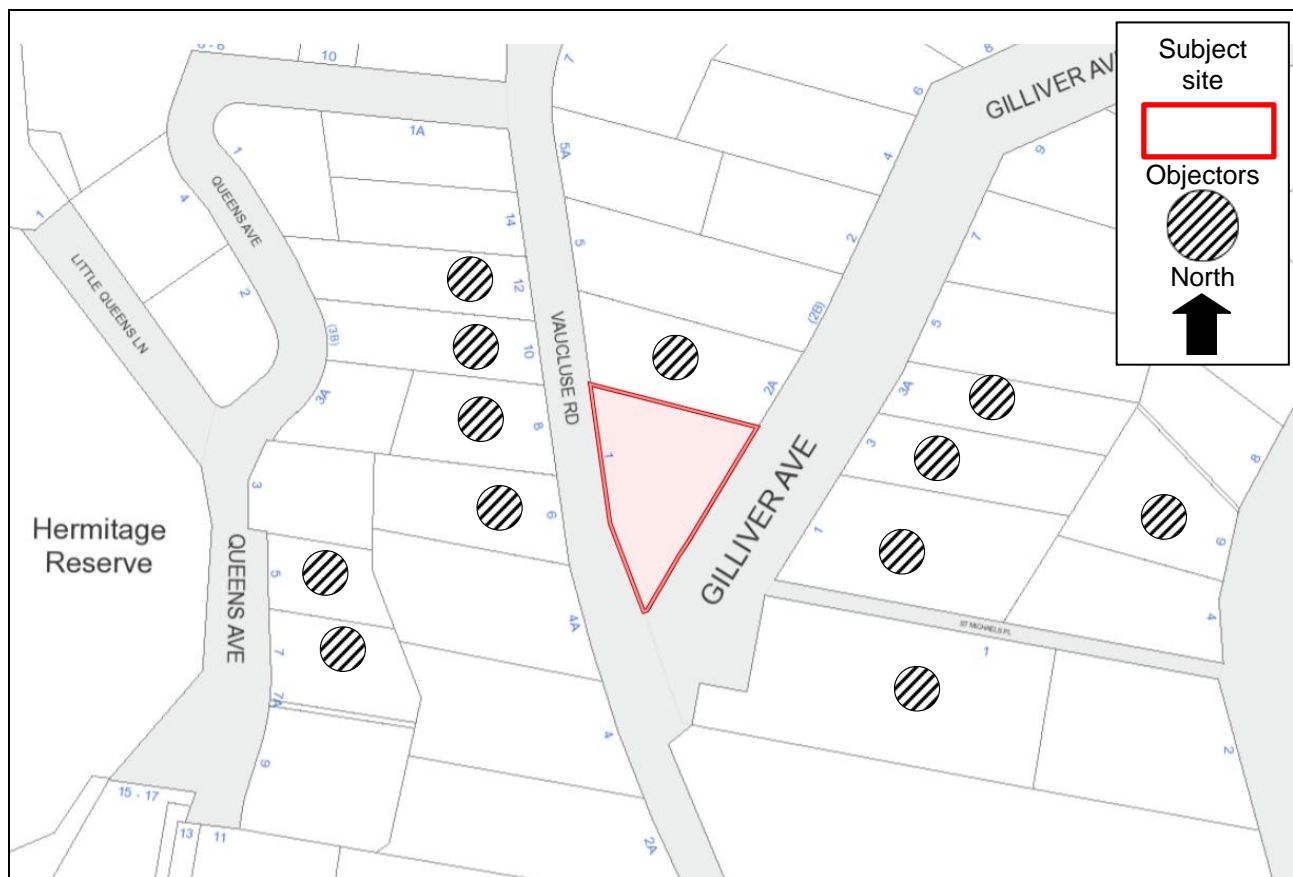 Subject
site
Objectors
North
5 - 6
10
7
6
8
GILLIVER AVE
1A
5A
4
9
1
4
QUEENS AVE
1
14
2
7
LITTLE QUEENS LN
2
5
12
(3B)
10
VAUCLUSE RD
(2B)
5
3A
8
2A
3A
1
3
8
3
6
GILLIVER AVE
1
6
Hermitage
Reserve
QUEENS AVE
5
4A
4
ST MICHAELS PL
1
7
7A
4
2
9
15 - 17
13
11
2A